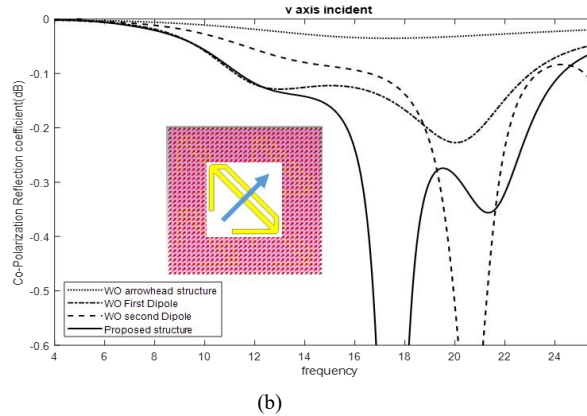 v axis incident
Co-Polarization Reflection coefficient(dB)
0
-0.1
-0.2
-0.3
-0.4
-0.5
-0.6
WO arrowhead structure
WO First Dipole
WO second Dipole
Proposed structure
4 6 8 10 12 14 16 18 20 22 24
frequency
(b)